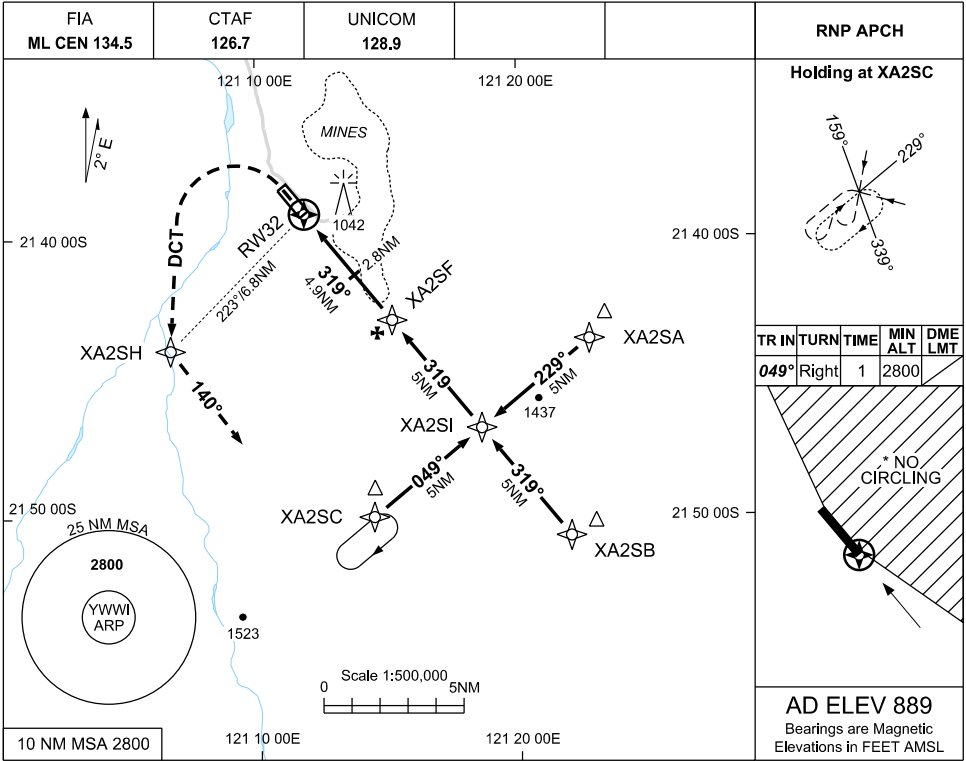 FIA
ML CEN 134.5
CTAF
126.7
UNICOM
128.9
RNP APCH
121 10 00E
121 20 00E
2° E
MINES
1042
RW32
DCT
21 40 00S
21 40 00S
223°/6.8NM
319°
4.9NM
2.8NM
XA2SF
XA2SH
140°
XA2SA
229°
5NM
1437
319
5NM
XA2SI
049°
5NM
319°
5NM
XA2SC
XA2SB
21 50 00S
21 50 00S
25 NM MSA
2800
YWWI
ARP
1523
Scale 1:500,000
0
5NM
10 NM MSA 2800
121 10 00E
121 20 00E
Holding at XA2SC
159°
229°
339°
TR IN TURN TIME MIN ALT DME LMT
049° Right 1 2800
* NO
CIRCLING
AD ELEV 889
Bearings are Magnetic
Elevations in FEET AMSL